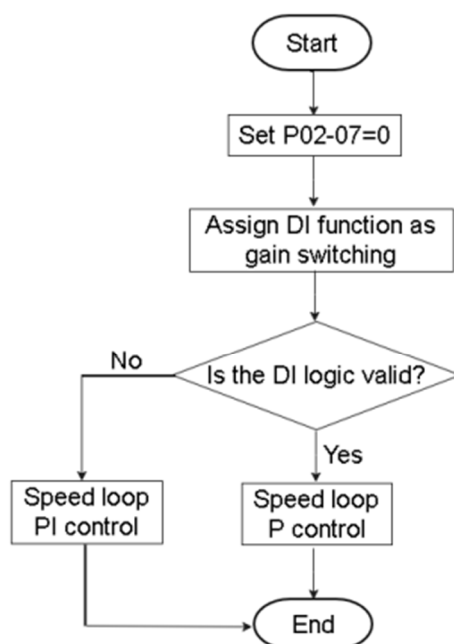 Start
Set P02-07=0
Assign DI function as
gain switching
Is the DI logic valid?
No
Yes
Speed loop
PI control
Speed loop
P control
End